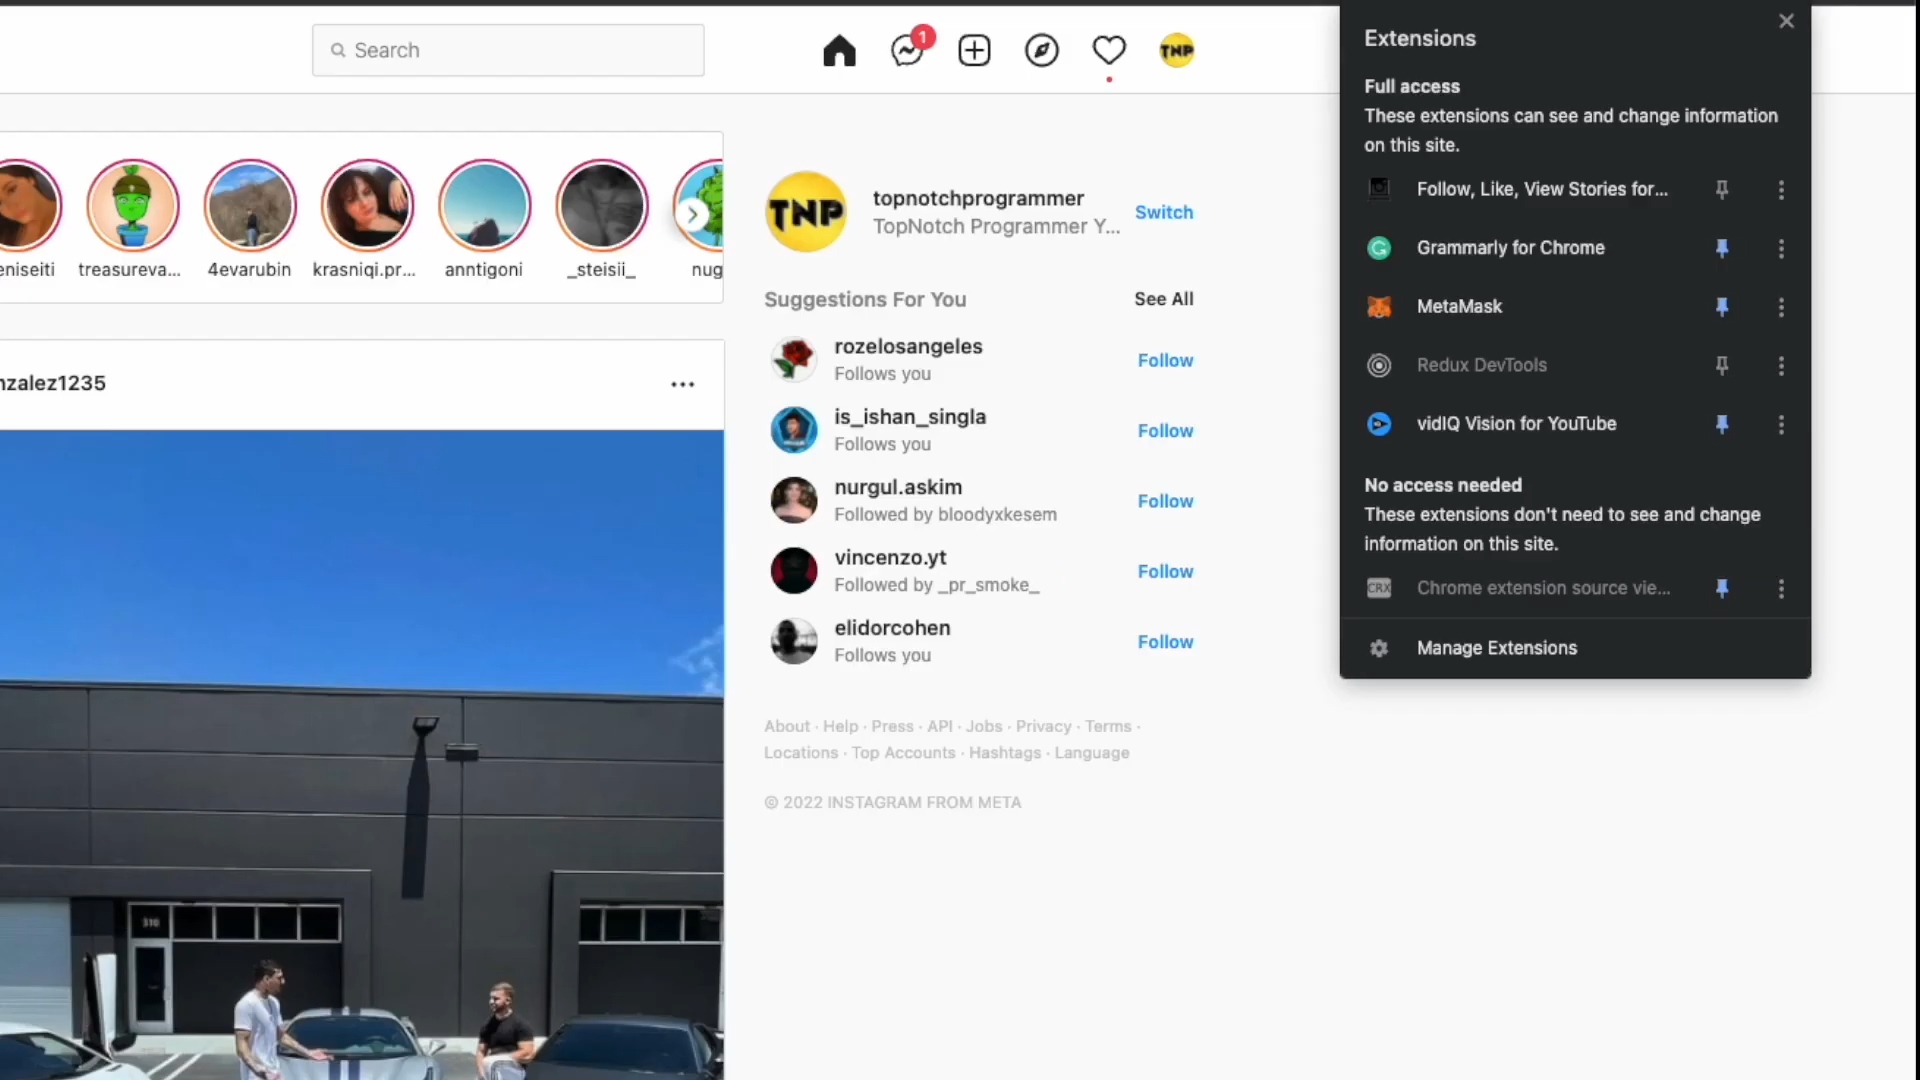 Search
1
TNP
eniseiti
treasureva...
4evarubin
krasniqi.pr...
anntigoni
_steisii_
nug
nzalez1235
310
TNP
topnotchprogrammer
TopNotch Programmer Y...
Switch
Suggestions For You
See All
rozelosangeles
Follows you
Follow
is_ishan_singla
Follows you
Follow
nurgul.askim
Followed by bloodyxkesem
Follow
vincenzo.yt
Followed by _pr_smoke_
Follow
elidorcohen
Follows you
Follow
About · Help · Press · API · Jobs · Privacy · Terms ·
Locations · Top Accounts · Hashtags · Language
© 2022 INSTAGRAM FROM META
Extensions
Full access
These extensions can see and change information
on this site.
Follow, Like, View Stories for...
Grammarly for Chrome
MetaMask
Redux DevTools
vidIQ Vision for YouTube
No access needed
These extensions don't need to see and change
information on this site.
CRX
Chrome extension source vie...
Manage Extensions